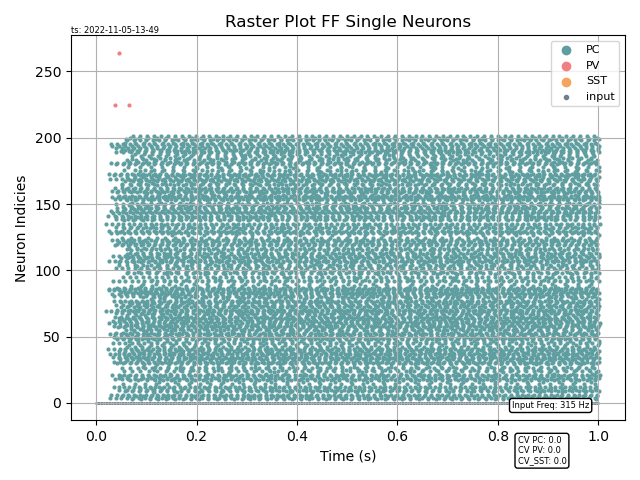 Raster Plot FF Single Neurons
ts: 2022-11-05-13-49
PC
PV
SST
input
250
200
150
100
50
0
Neuron Indicies
0.0 0.2 0.4 0.6 0.8 1.0
Time (s)
Input Freq: 315 Hz
CV PC: 0.0
CV PV: 0.0
CV_SST: 0.0